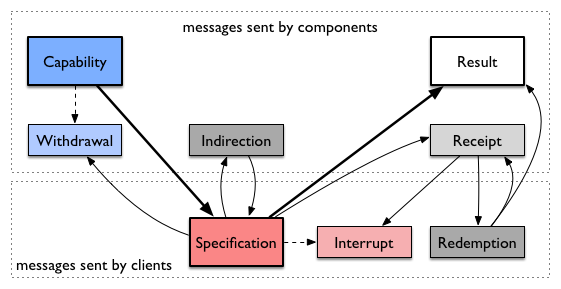 messages sent by components
Capability
Result
Withdrawal
Indirection
Receipt
Specification
Interrupt
Redemption
messages sent by clients